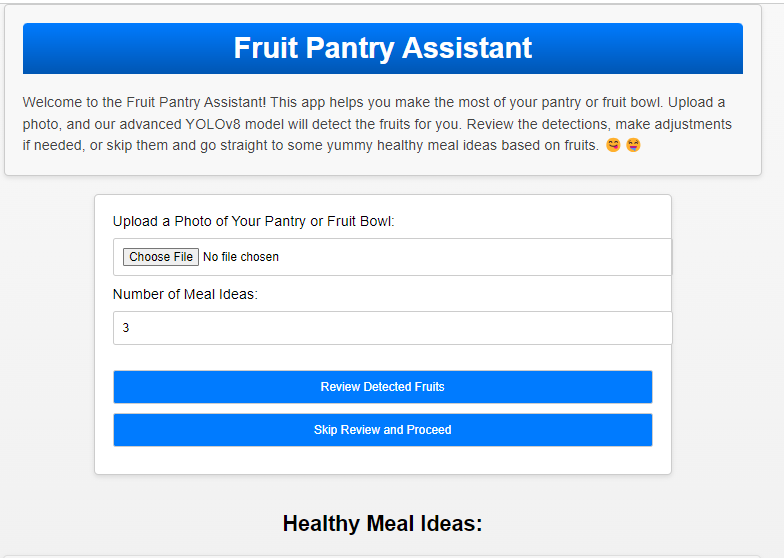 Fruit Pantry Assistant
Welcome to the Fruit Pantry Assistant! This app helps you make the most of your pantry or fruit bowl. Upload a
photo, and our advanced YOLOv8 model will detect the fruits for you. Review the detections, make adjustments
if needed, or skip them and go straight to some yummy healthy meal ideas based on fruits. 😋 😝
Upload a Photo of Your Pantry or Fruit Bowl:
Choose File No file chosen
Number of Meal Ideas:
3
Review Detected Fruits
Skip Review and Proceed
Healthy Meal Ideas: